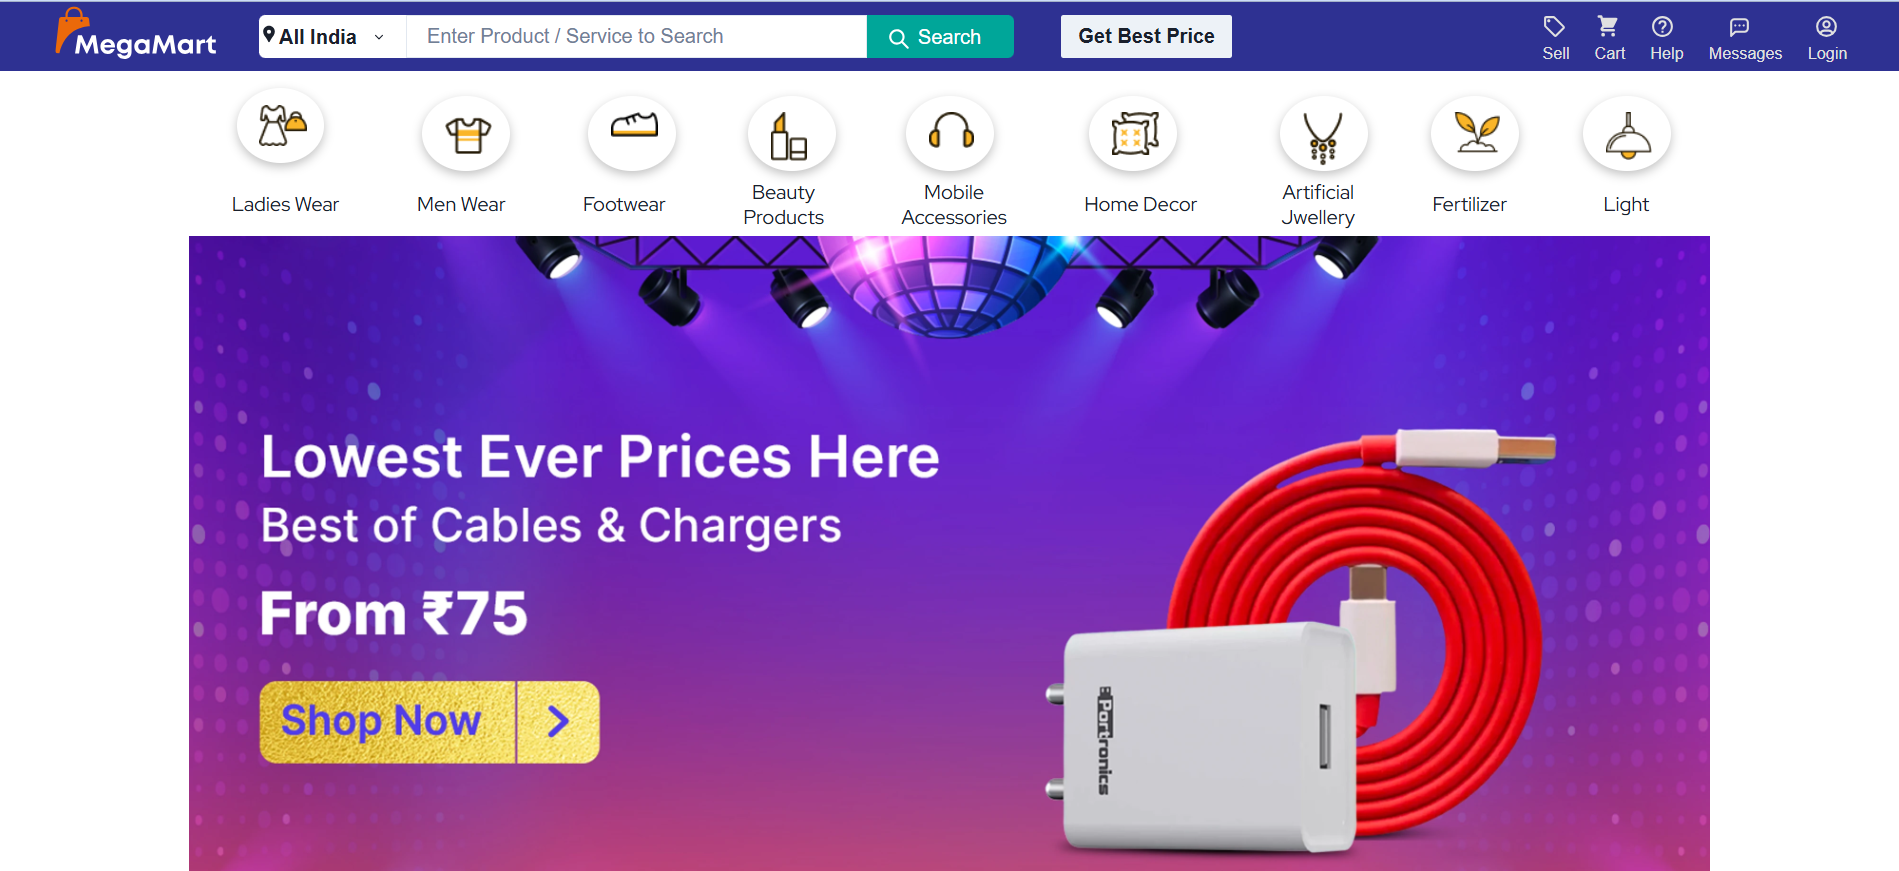 MegaMart
All India
Enter Product / Service to Search
Search
Get Best Price
Sell
Cart
Help
Messages
Login
Ladies Wear
Men Wear
Footwear
Beauty
Products
Mobile
Accessories
Home Decor
Artificial
Jwellery
Fertilizer
Light
Lowest Ever Prices Here
Best of Cables & Chargers
From ₹75
Shop Now
Portronics